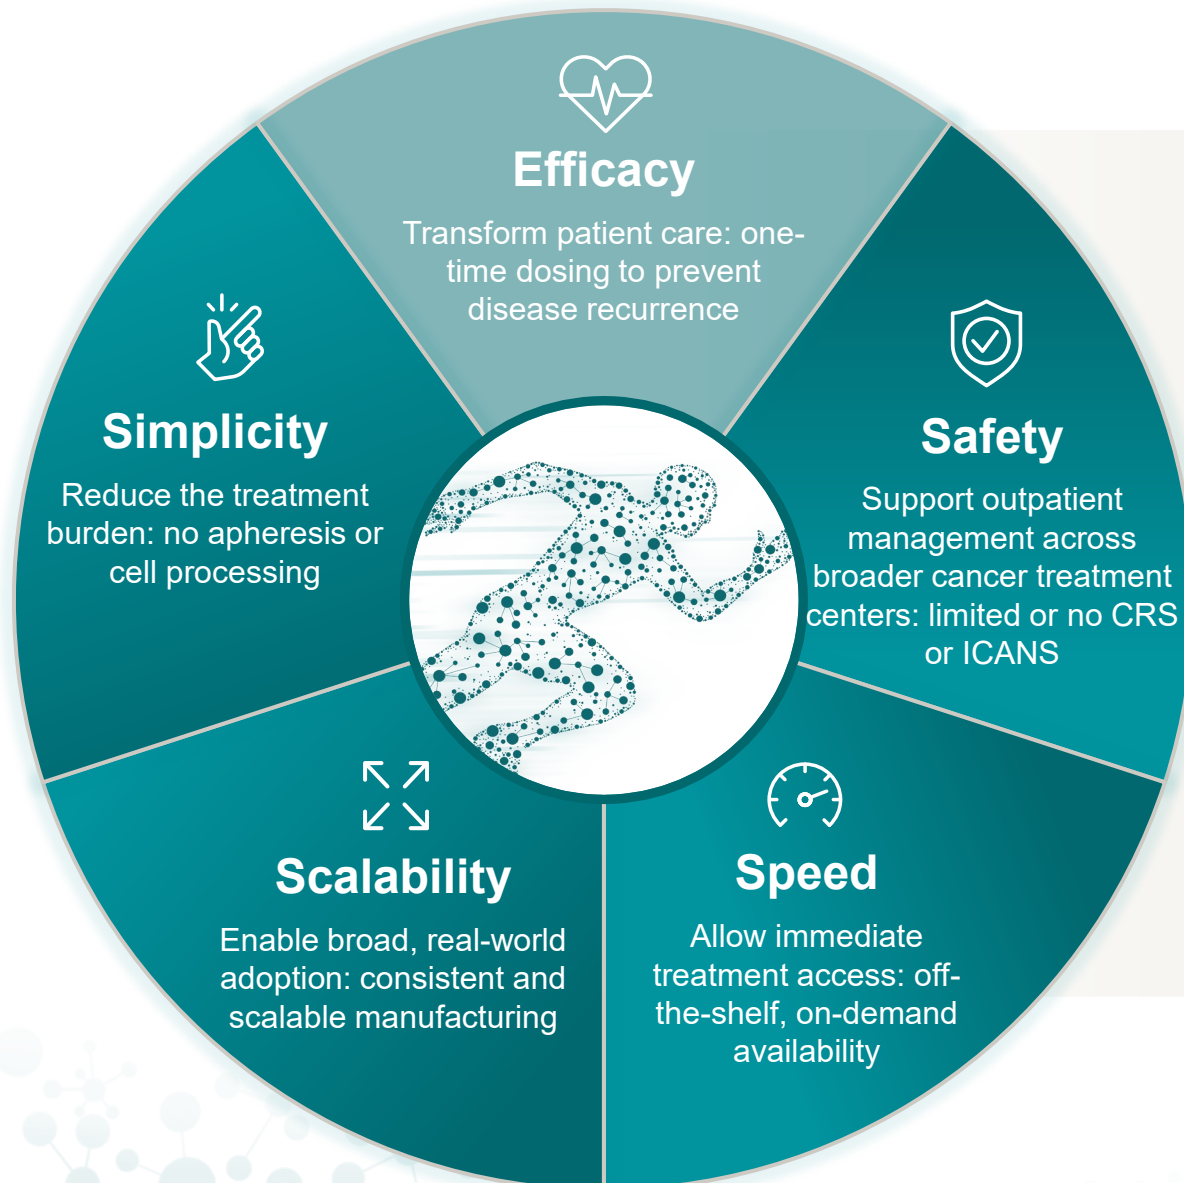 Efficacy
Transform patient care: one-
time dosing to prevent
disease recurrence
Safety
Support outpatient
management across
broader cancer treatment
centers: limited or no CRS
or ICANS
Speed
Allow immediate
treatment access: off-
the-shelf, on-demand
availability
Scalability
Enable broad, real-world
adoption: consistent and
scalable manufacturing
Simplicity
Reduce the treatment
burden: no apheresis or
cell processing